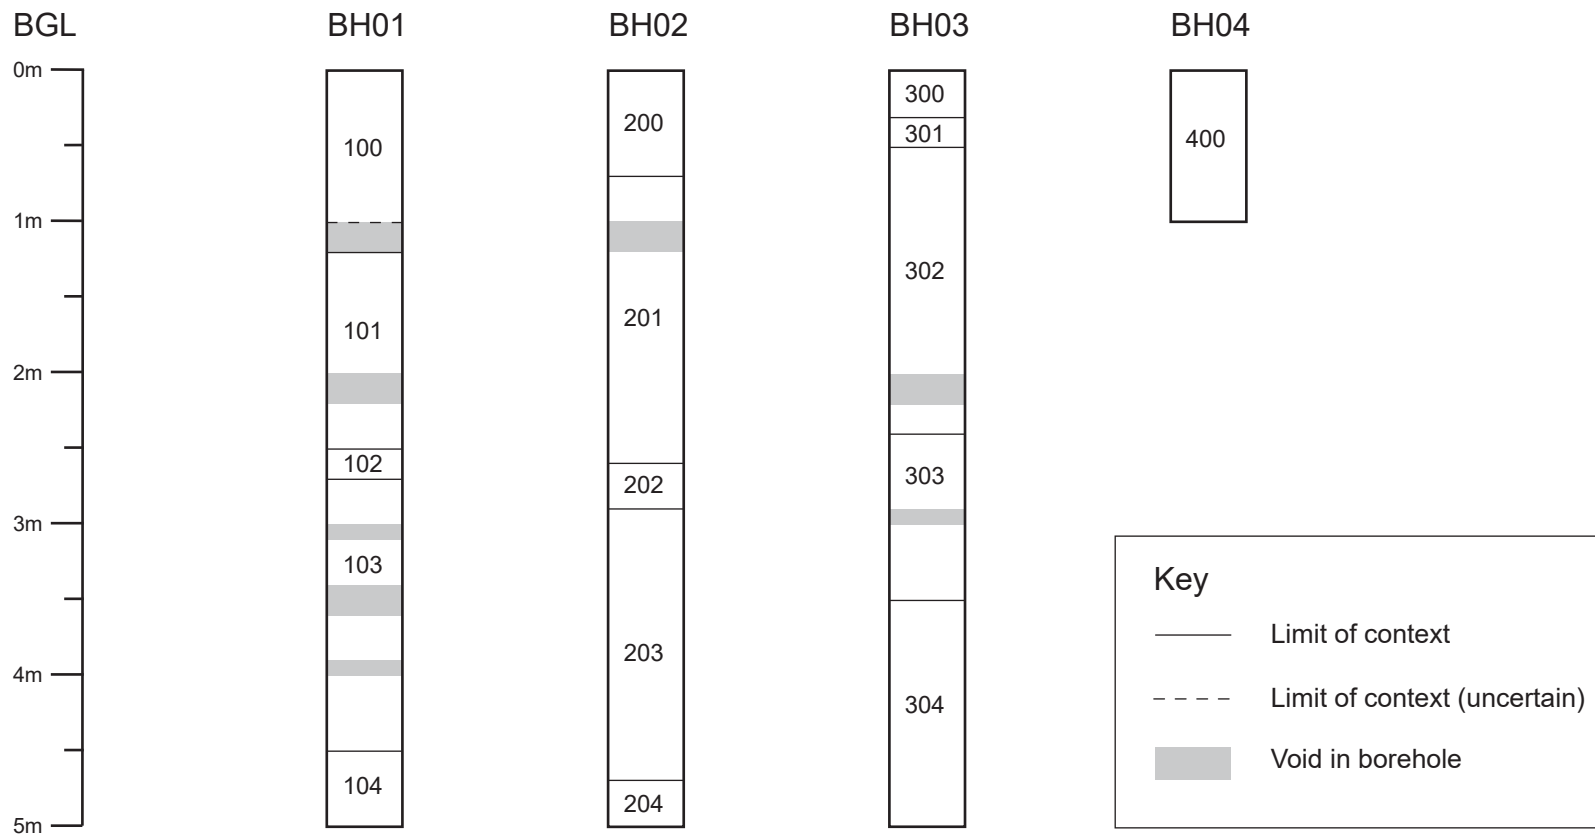 BGL BH01 BH02 BH03 BH04
0m
300
200
301
400
100
1m
302
201
101
2m
102
303
202
3m
103
Key
Limit of context
203
4m
Limit of context (uncertain)
304
Void in borehole
104
204
5m